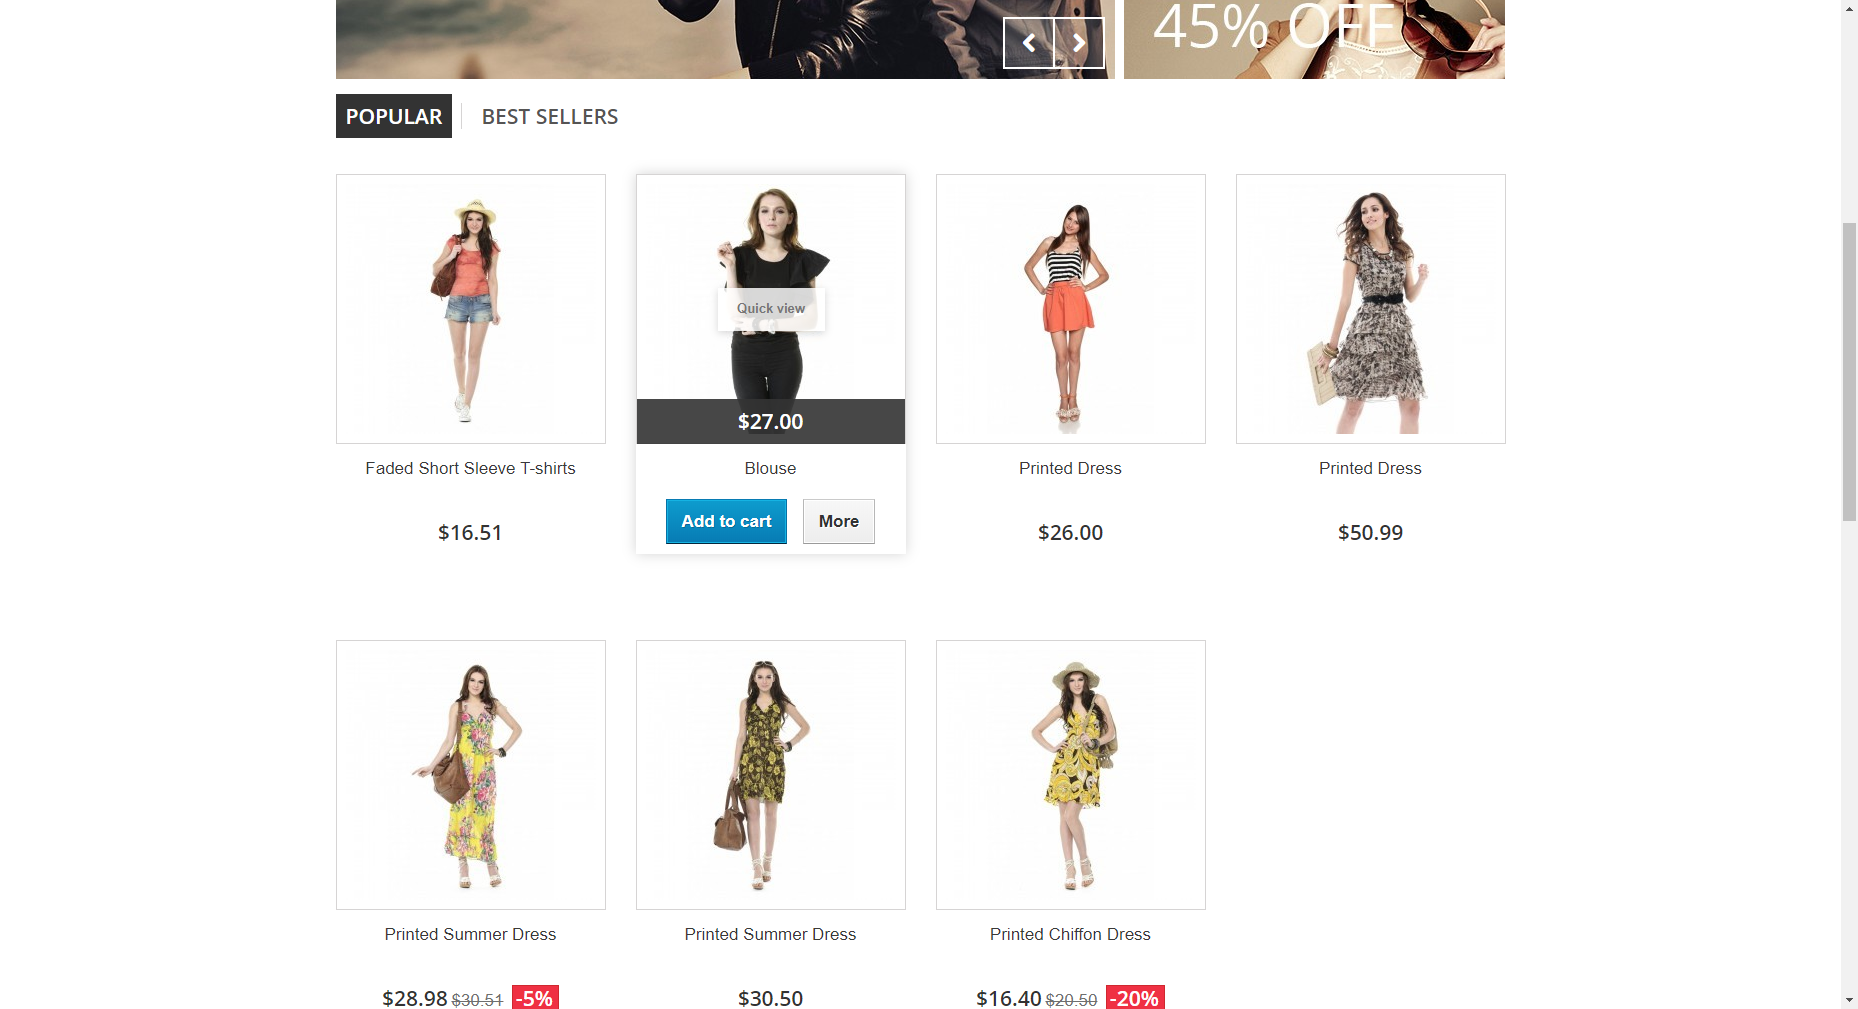 45% OFF
POPULAR
BEST SELLERS
Quick view
$27.00
Faded Short Sleeve T-shirts
Blouse
Printed Dress
Printed Dress
Add to cart
More
$16.51
$26.00
$50.99
Printed Summer Dress
Printed Summer Dress
Printed Chiffon Dress
$28.98 $30.51 -5%
$30.50
$16.40 $20.50 -20%